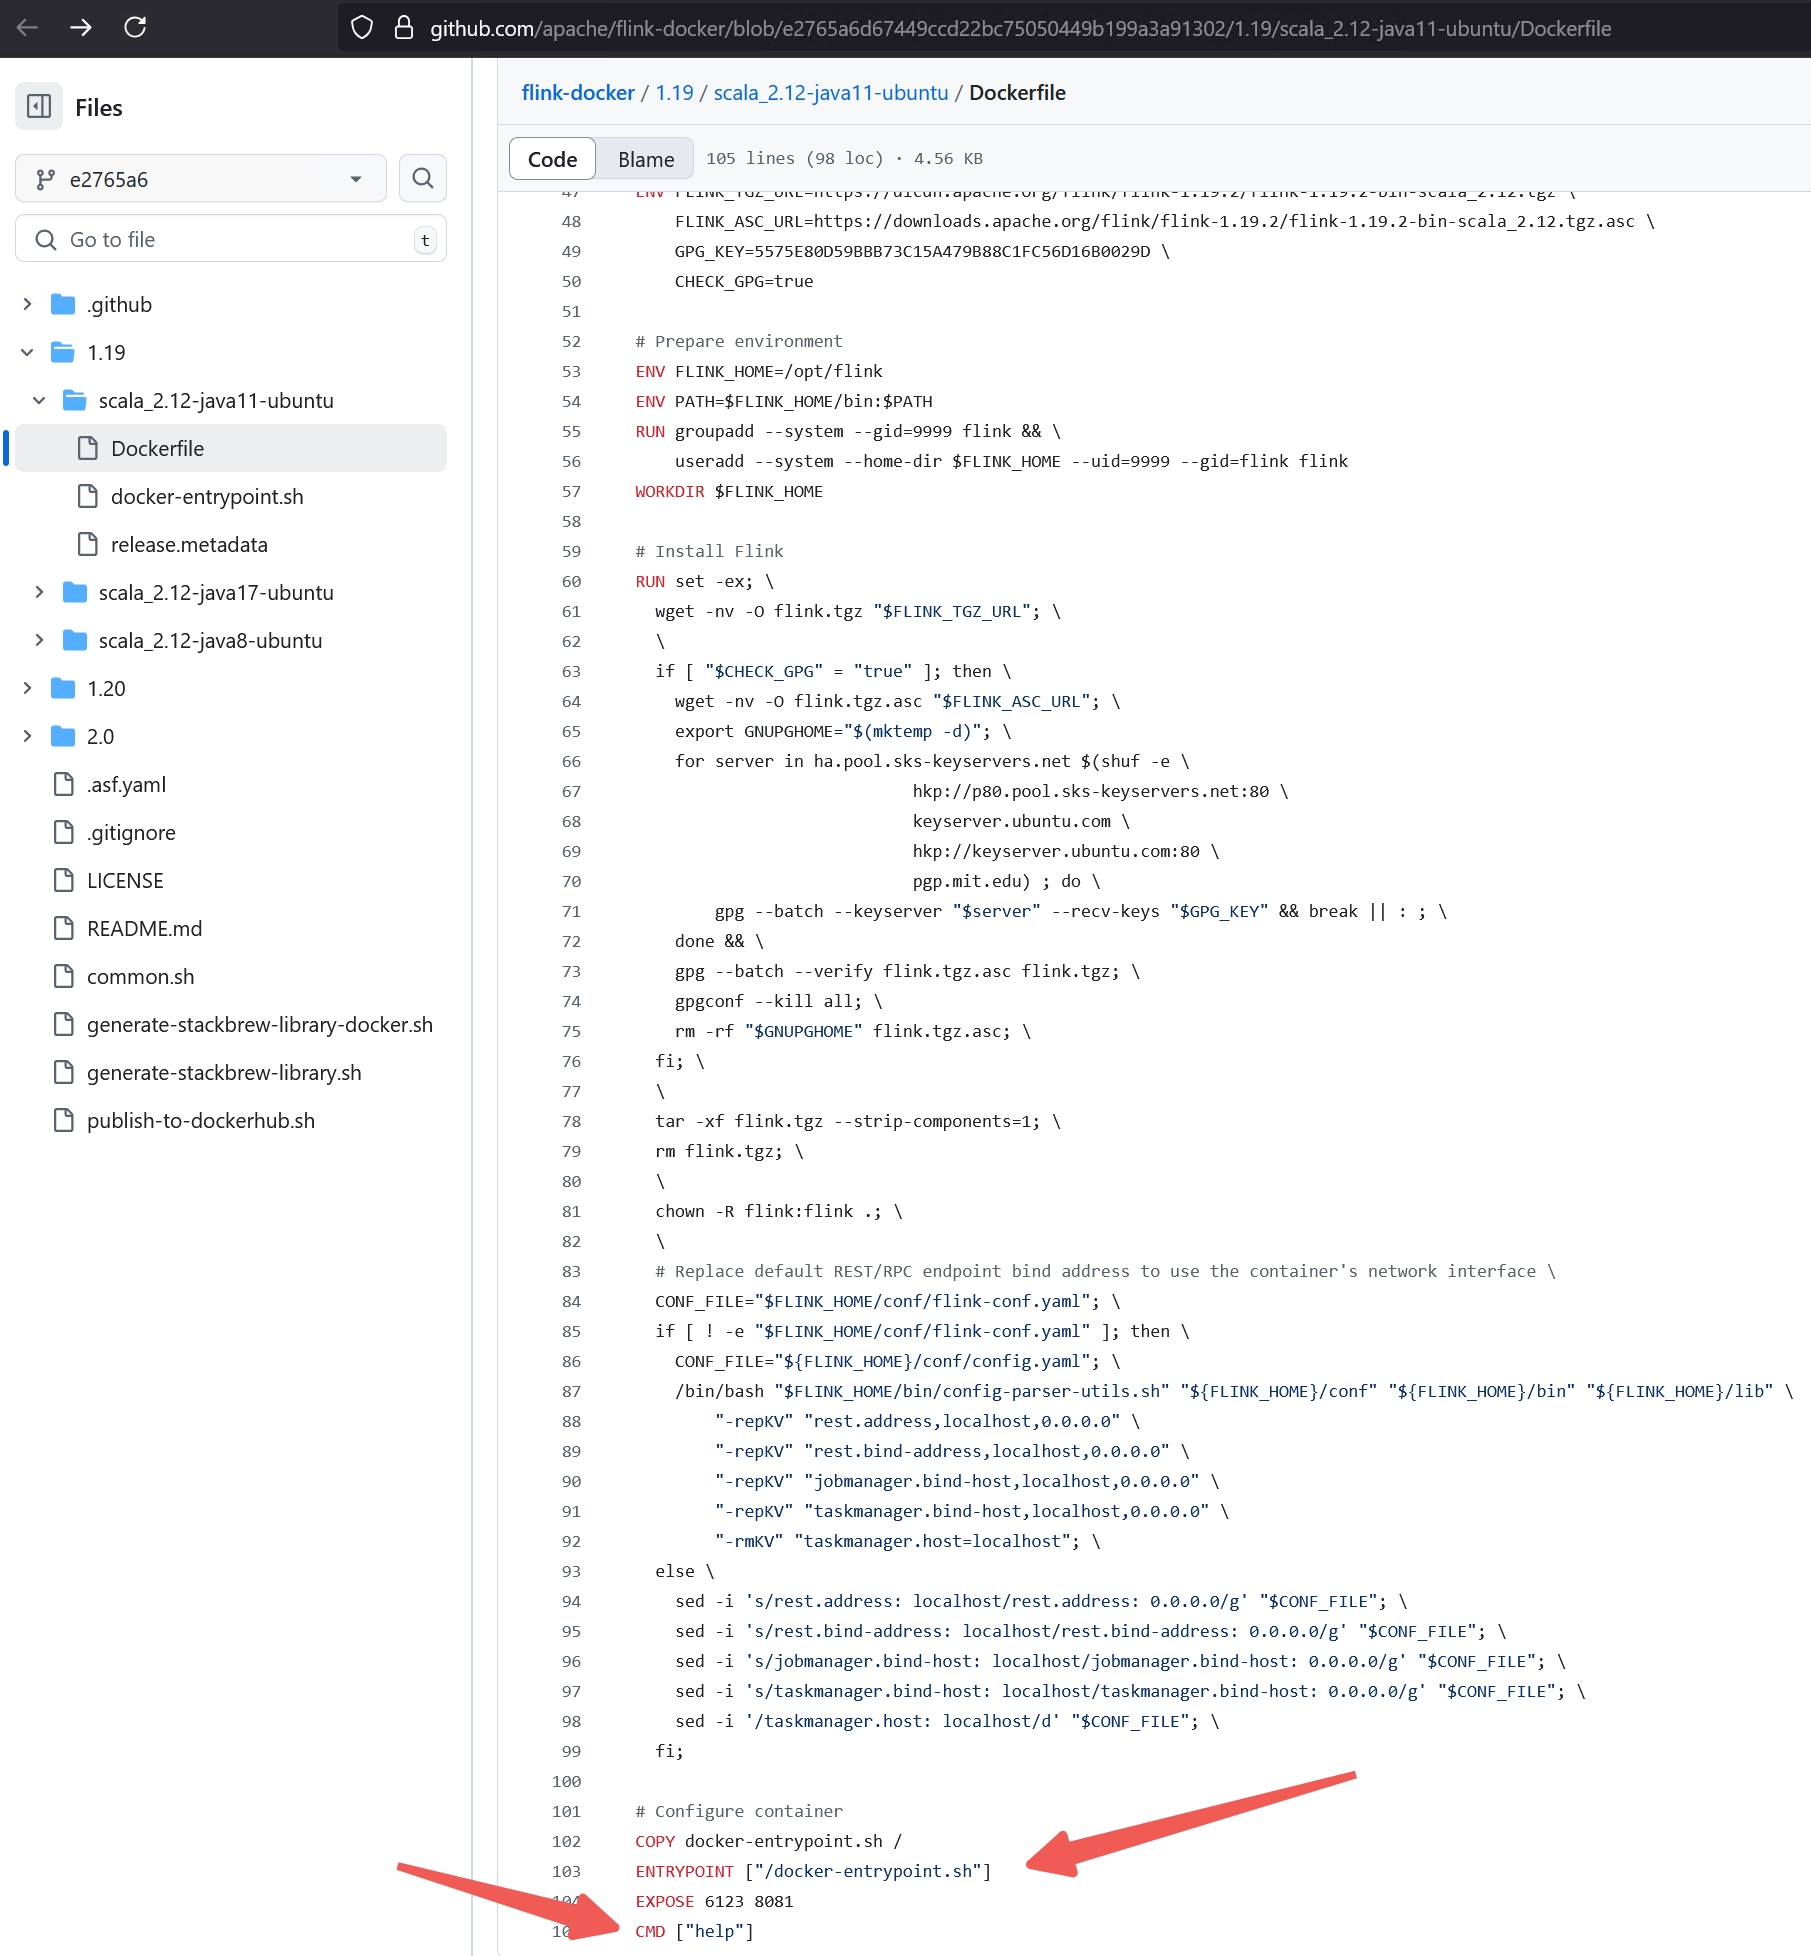 github.com/apache/flink-docker/blob/e2765a6d67449ccd22bc75050449b199a3a91302/1.19/scala_2.12-java11-ubuntu/Dockerfile
Files
e2765a6
Go to file
t
.github
1.19
scala_2.12-java11-ubuntu
Dockerfile
docker-entrypoint.sh
release.metadata
scala_2.12-java17-ubuntu
scala_2.12-java8-ubuntu
1.20
2.0
.asf.yaml
.gitignore
LICENSE
README.md
common.sh
generate-stackbrew-library-docker.sh
generate-stackbrew-library.sh
publish-to-dockerhub.sh
flink-docker / 1.19 / scala_2.12-java11-ubuntu / Dockerfile
Code Blame 105 lines (98 loc) · 4.56 KB
47 ENV FLINK_TGZ_URL=https://dlcdn.apache.org/flink/flink-1.19.2/flink-1.19.2-bin-scala_2.12.tgz \
48 FLINK_ASC_URL=https://downloads.apache.org/flink/flink-1.19.2/flink-1.19.2-bin-scala_2.12.tgz.asc \
49 GPG_KEY=5575E80D59BBB73C15A479B88C1FC56D16B0029D \
50 CHECK_GPG=true
51
52 # Prepare environment
53 ENV FLINK_HOME=/opt/flink
54 ENV PATH=$FLINK_HOME/bin:$PATH
55 RUN groupadd --system --gid=9999 flink && \
56 useradd --system --home-dir $FLINK_HOME --uid=9999 --gid=flink flink
57 WORKDIR $FLINK_HOME
58
59 # Install Flink
60 RUN set -ex; \
61 wget -nv -O flink.tgz "$FLINK_TGZ_URL"; \
62 \
63 if [ "$CHECK_GPG" = "true" ]; then \
64 wget -nv -O flink.tgz.asc "$FLINK_ASC_URL"; \
65 export GNUPGHOME="$(mktemp -d)"; \
66 for server in ha.pool.sks-keyservers.net $(shuf -e \
67 hkp://p80.pool.sks-keyservers.net:80 \
68 keyserver.ubuntu.com \
69 hkp://keyserver.ubuntu.com:80 \
70 pgp.mit.edu) ; do \
71 gpg --batch --keyserver "$server" --recv-keys "$GPG_KEY" && break || : ; \
72 done && \
73 gpg --batch --verify flink.tgz.asc flink.tgz; \
74 gpgconf --kill all; \
75 rm -rf "$GNUPGHOME" flink.tgz.asc; \
76 fi; \
77 \
78 tar -xf flink.tgz --strip-components=1; \
79 rm flink.tgz; \
80 \
81 chown -R flink:flink .; \
82 \
83 # Replace default REST/RPC endpoint bind address to use the container's network interface \
84 CONF_FILE="$FLINK_HOME/conf/flink-conf.yaml"; \
85 if [ ! -e "$FLINK_HOME/conf/flink-conf.yaml" ]; then \
86 CONF_FILE="${FLINK_HOME}/conf/config.yaml"; \
87 /bin/bash "$FLINK_HOME/bin/config-parser-utils.sh" "${FLINK_HOME}/conf" "${FLINK_HOME}/bin" "${FLINK_HOME}/lib" \
88 "-repKV" "rest.address,localhost,0.0.0.0" \
89 "-repKV" "rest.bind-address,localhost,0.0.0.0" \
90 "-repKV" "jobmanager.bind-host,localhost,0.0.0.0" \
91 "-repKV" "taskmanager.bind-host,localhost,0.0.0.0" \
92 "-rmKV" "taskmanager.host=localhost"; \
93 else \
94 sed -i 's/rest.address: localhost/rest.address: 0.0.0.0/g' "$CONF_FILE"; \
95 sed -i 's/rest.bind-address: localhost/rest.bind-address: 0.0.0.0/g' "$CONF_FILE"; \
96 sed -i 's/jobmanager.bind-host: localhost/jobmanager.bind-host: 0.0.0.0/g' "$CONF_FILE"; \
97 sed -i 's/taskmanager.bind-host: localhost/taskmanager.bind-host: 0.0.0.0/g' "$CONF_FILE"; \
98 sed -i '/taskmanager.host: localhost/d' "$CONF_FILE"; \
99 fi;
100
101 # Configure container
102 COPY docker-entrypoint.sh /
103 ENTRYPOINT ["/docker-entrypoint.sh"]
104 EXPOSE 6123 8081
CMD ["help"]